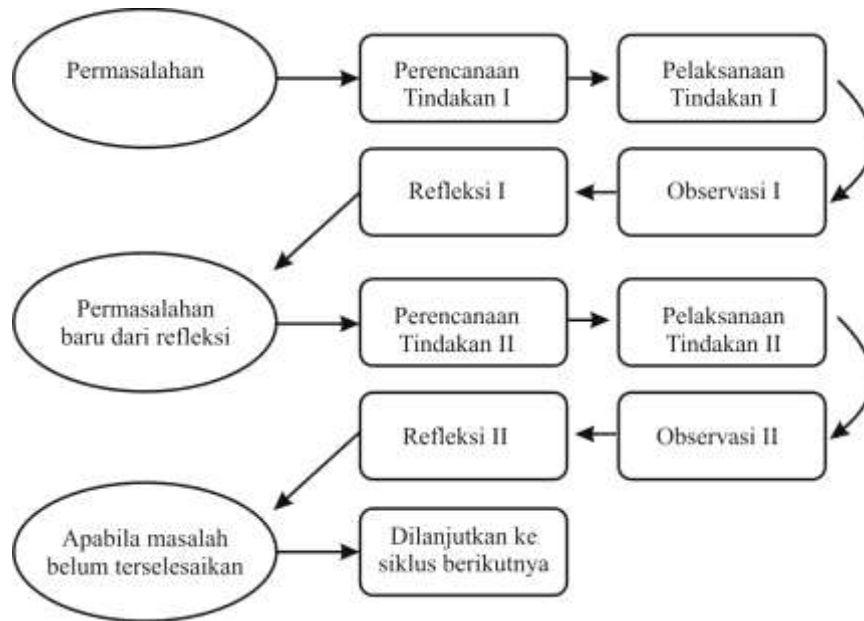 Permasalahan
Perencanaan
Tindakan I
Pelaksanaan
Tindakan I
Refleksi I
Observasi I
Permasalahan
baru dari refleksi
Perencanaan
Tindakan II
Pelaksanaan
Tindakan II
Refleksi II
Observasi II
Apabila masalah
belum terselesaikan
Dilanjutkan ke
siklus berikutnya